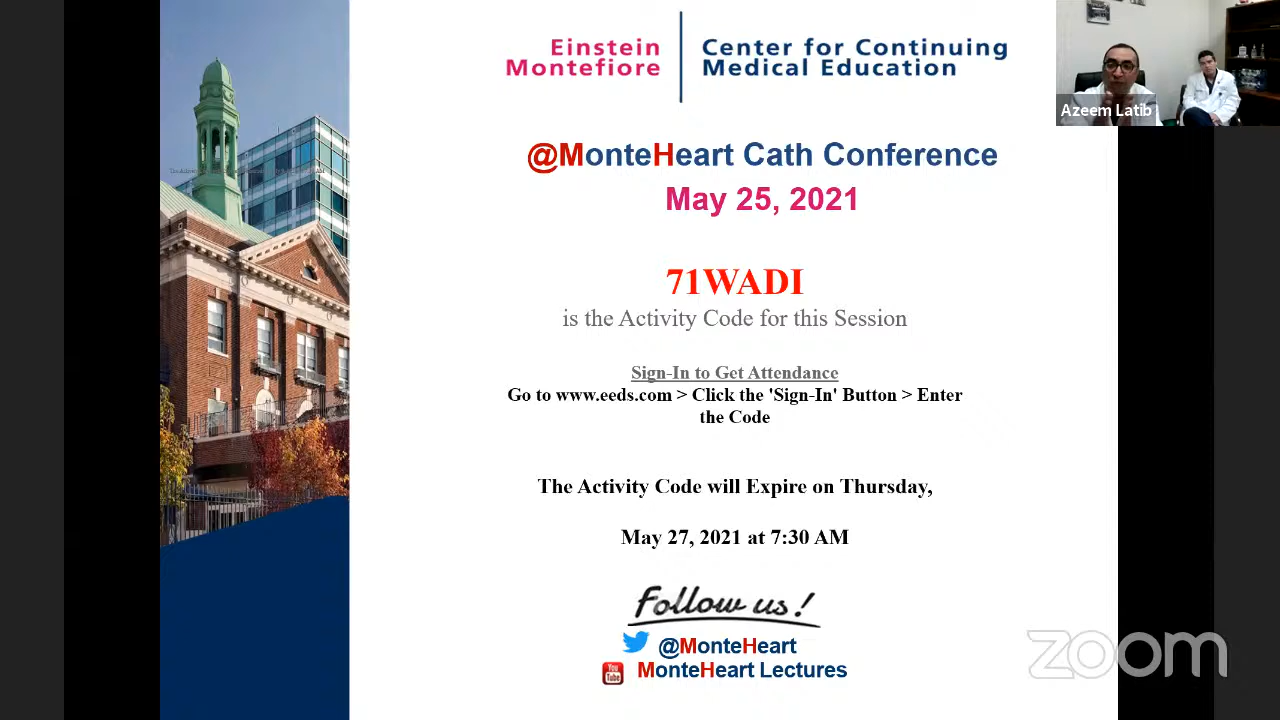 Einstein
Montefiore
Center for Continuing
Medical Education
Azeem Latib
@MonteHeart Cath Conference
May 25, 2021
71WADI
is the Activity Code for this Session
Sign-In to Get Attendance
Go to www.eeds.com > Click the 'Sign-In' Button > Enter
the Code
The Activity Code will Expire on Thursday,
May 27, 2021 at 7:30 AM
Follow us!
@MonteHeart
You
Tube
MonteHeart Lectures
zoom